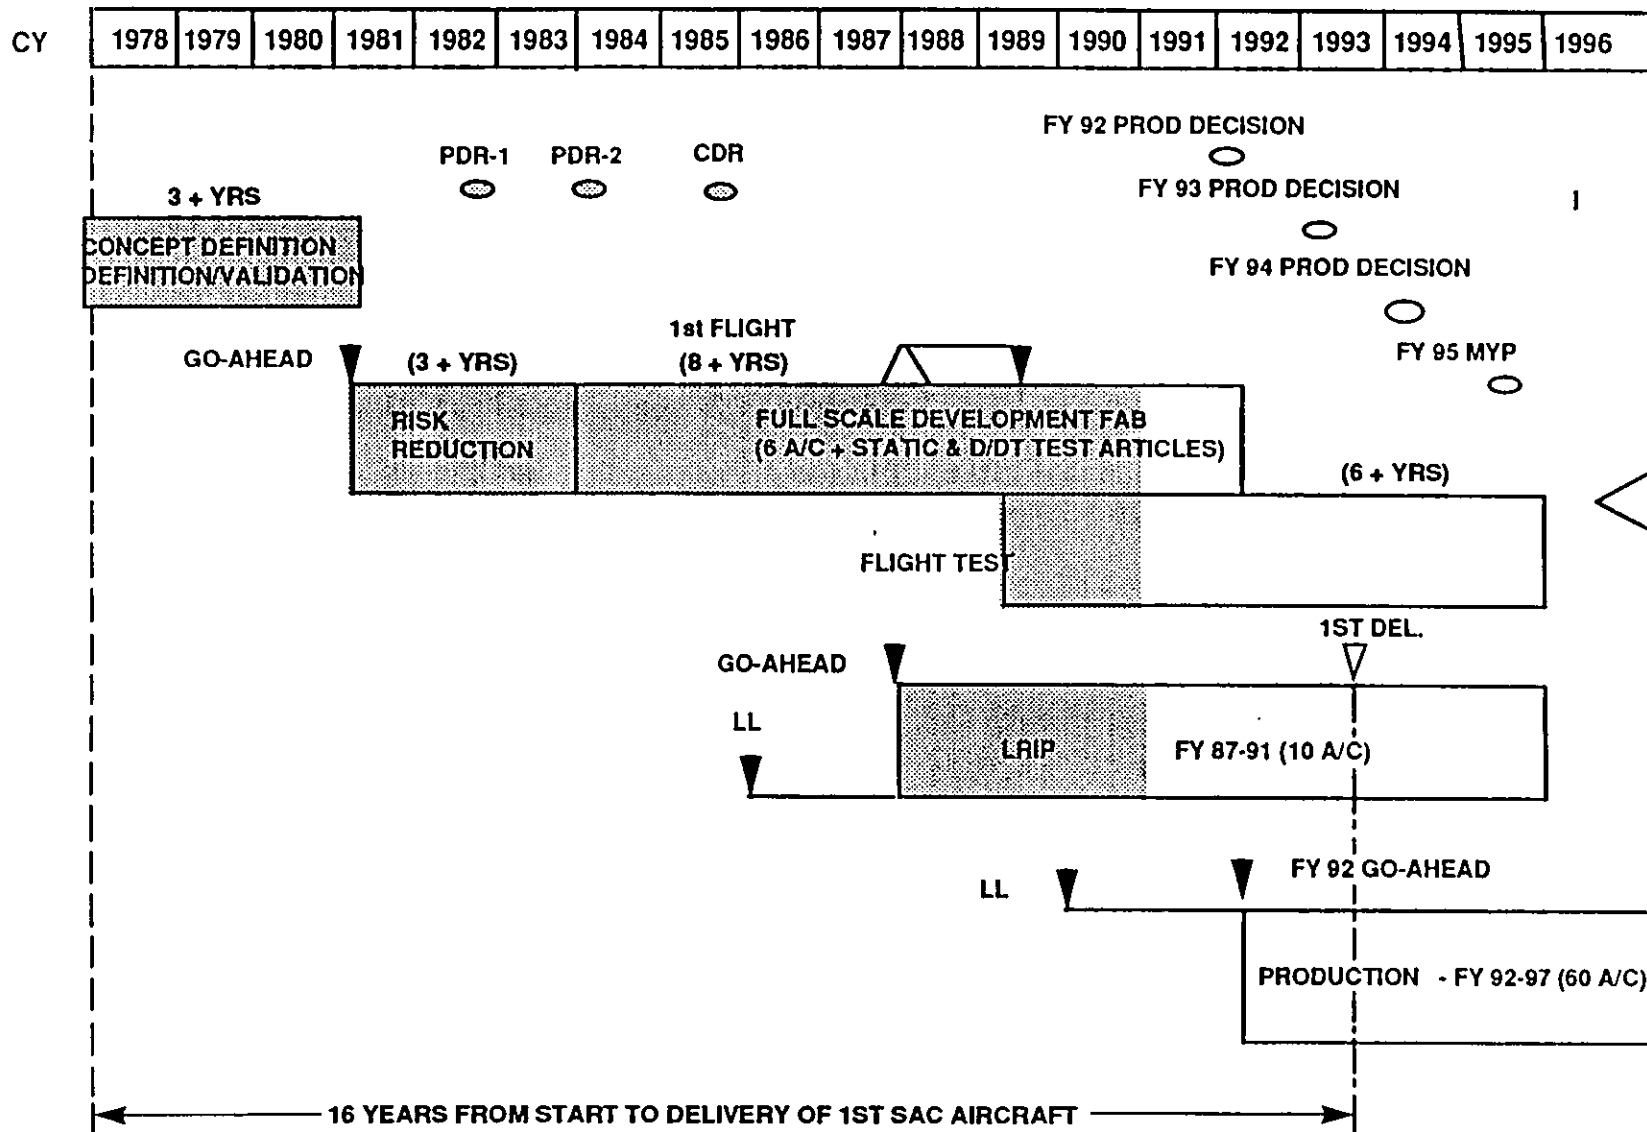 CY 1978 1979 1980 1981 1982 1983 1984 1985 1986 1987 1988 1989 1990 1991 1992 1993 1994 1995 1996
FY 92 PROD DECISION
PDR-1 PDR-2 CDR
FY 93 PROD DECISION
3 + YRS
CONCEPT DEFINITION
DEFINITION/VALIDATION
FY 94 PROD DECISION
1st FLIGHT
GO-AHEAD (3 + YRS) (8 + YRS)
FY 95 MYP
RISK
REDUCTION
FULL SCALE DEVELOPMENT FAB
(6 A/C + STATIC & D/DT TEST ARTICLES)
(6 + YRS)
FLIGHT TEST
1ST DEL.
GO-AHEAD
LL
LRIP FY 87-91 (10 A/C)
FY 92 GO-AHEAD
LL
PRODUCTION - FY 92-97 (60 A/C)
16 YEARS FROM START TO DELIVERY OF 1ST SAC AIRCRAFT